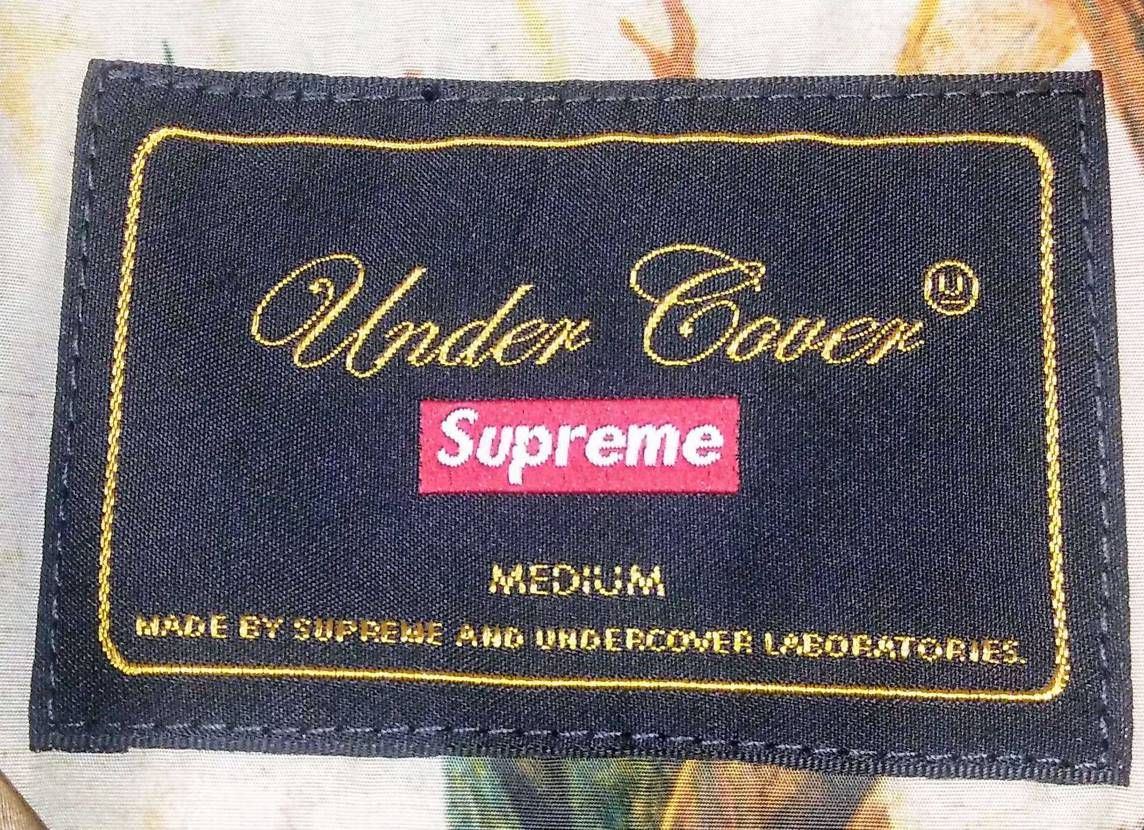 Under Cover Ⓤ
Supreme
MEDIUM
MADE BY SUPREME AND UNDERCOVER LABORATORIES.